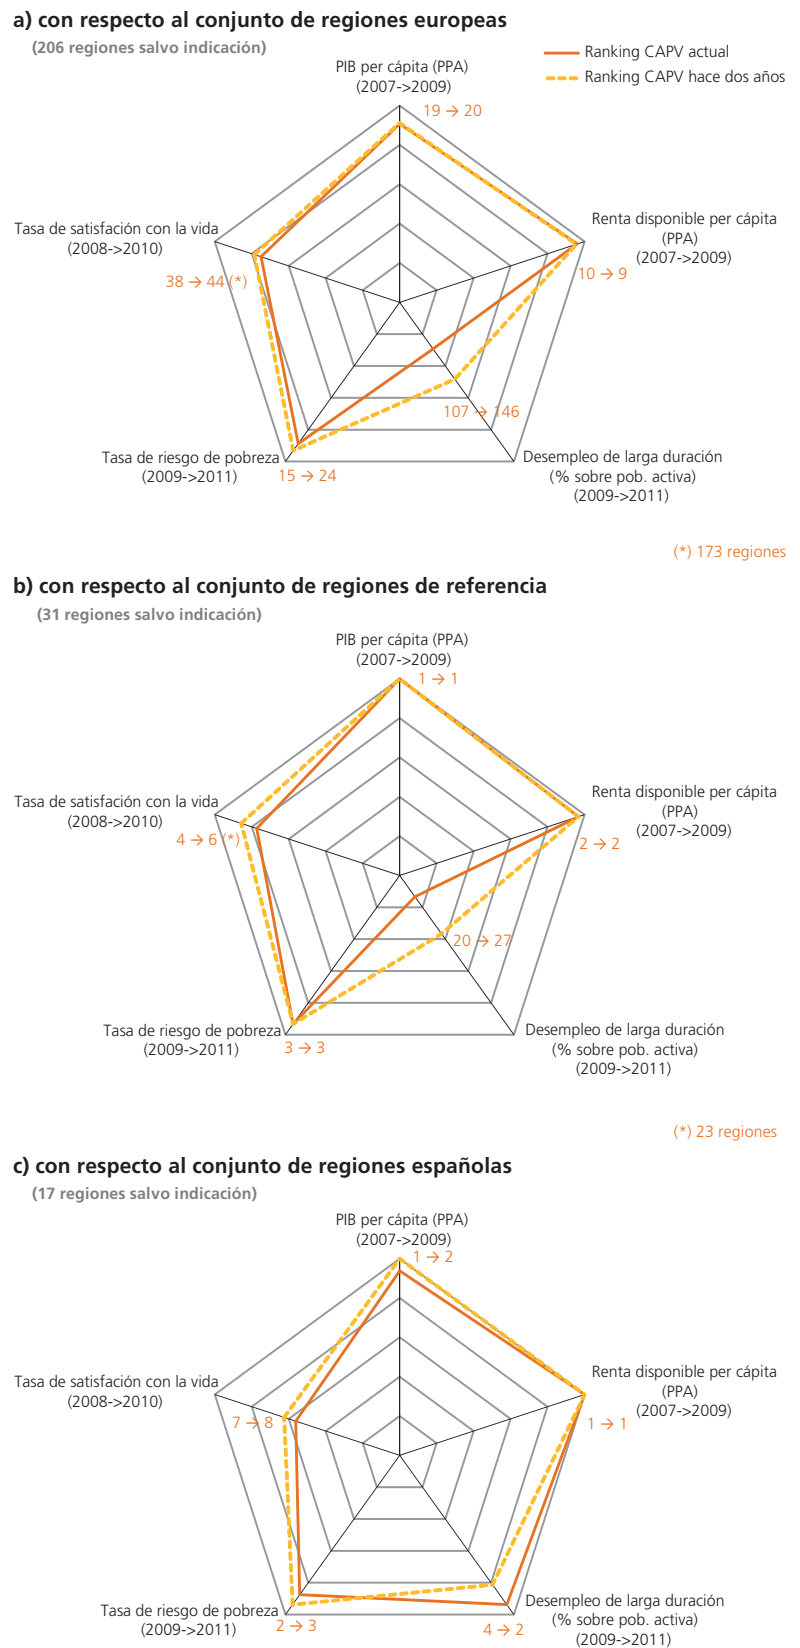 a) con respecto al conjunto de regiones europeas
(206 regiones salvo indicación)
Ranking CAPV actual
Ranking CAPV hace dos años
PIB per cápita (PPA)
(2007->2009)
19 → 20
Renta disponible per cápita
(PPA)
(2007->2009)
10 → 9
Tasa de satisfacción con la vida
(2008->2010)
38 → 44 (*)
107 → 146
Desempleo de larga duración
(% sobre pob. activa)
(2009->2011)
Tasa de riesgo de pobreza
(2009->2011)
15 → 24
(*) 173 regiones
b) con respecto al conjunto de regiones de referencia
(31 regiones salvo indicación)
PIB per cápita (PPA)
(2007->2009)
1 → 1
Renta disponible per cápita
(PPA)
(2007->2009)
2 → 2
Tasa de satisfacción con la vida
(2008->2010)
4 → 6 (*)
20 → 27
Desempleo de larga duración
(% sobre pob. activa)
(2009->2011)
Tasa de riesgo de pobreza
(2009->2011)
3 → 3
(*) 23 regiones
c) con respecto al conjunto de regiones españolas
(17 regiones salvo indicación)
PIB per cápita (PPA)
(2007->2009)
1 → 2
Renta disponible per cápita
(PPA)
(2007->2009)
1 → 1
Tasa de satisfacción con la vida
(2008->2010)
7 → 8
Desempleo de larga duración
(% sobre pob. activa)
(2009->2011)
4 → 2
Tasa de riesgo de pobreza
(2009->2011)
2 → 3